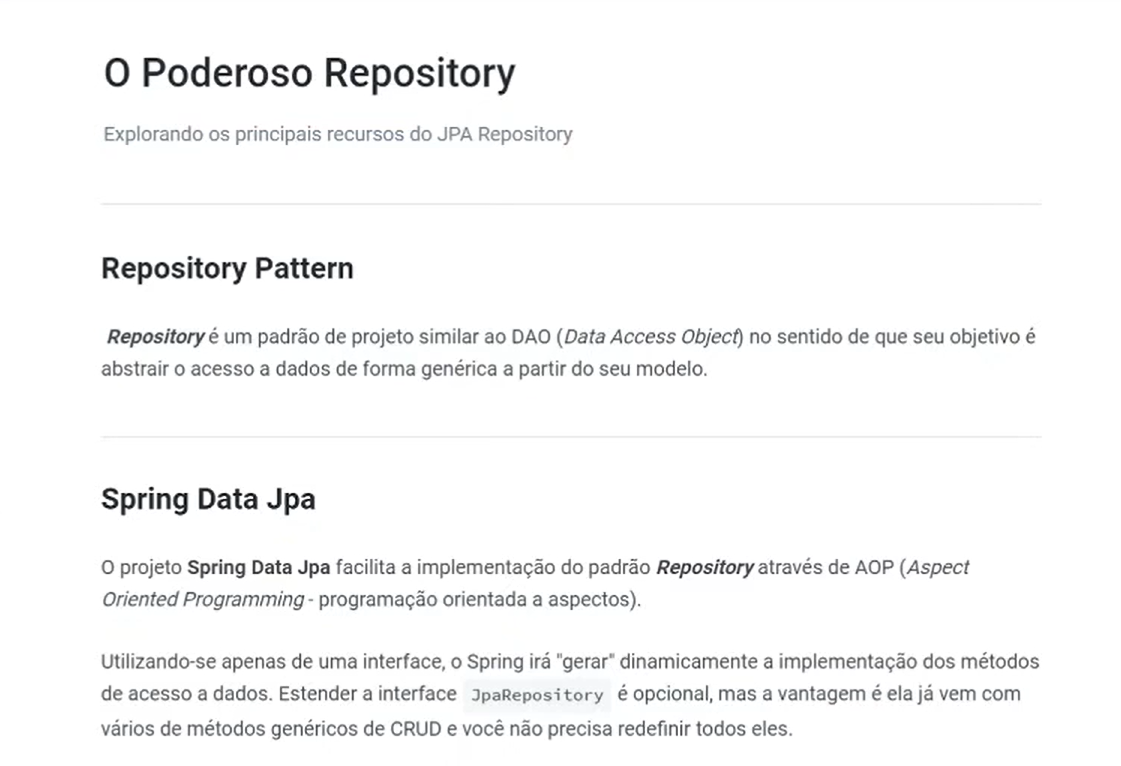 O Poderoso Repository
Explorando os principais recursos do JPA Repository
Repository Pattern
Repository é um padrão de projeto similar ao DAO (Data Access Object) no sentido de que seu objetivo é
abstrair o acesso a dados de forma genérica a partir do seu modelo.
Spring Data Jpa
O projeto Spring Data Jpa facilita a implementação do padrão Repository através de AOP (Aspect
Oriented Programming - programação orientada a aspectos).
Utilizando-se apenas de uma interface, o Spring irá "gerar" dinamicamente a implementação dos métodos
de acesso a dados. Estender a interface JpaRepository é opcional, mas a vantagem é ela já vem com
vários de métodos genéricos de CRUD e você não precisa redefinir todos eles.